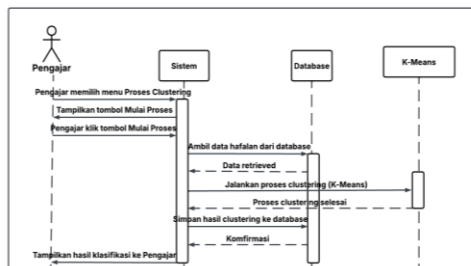 Pengajar
Sistem
Database
K-Means
Pengajar memilih menu Proses Clustering
Tampilkan tombol Mulai Proses
Pengajar klik tombol Mulai Proses
Ambil data hafalan dari database
Data retrieved
Jalankan proses clustering (K-Means)
Proses clustering selesai
Simpan hasil clustering ke database
Komfirmasi
Tampilkan hasil klasifikasi ke Pengajar